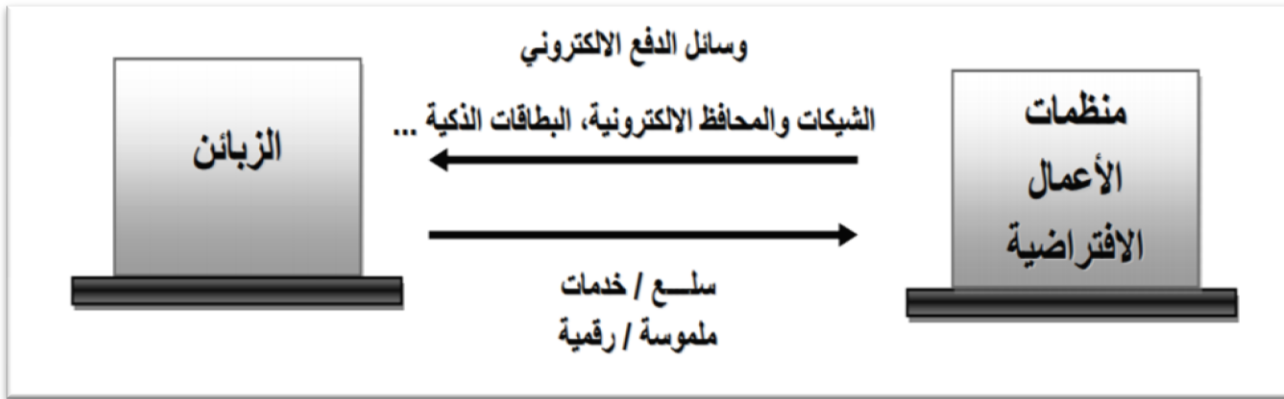 وسائل الدفع الالكتروني
الشيكات والمحافظ الالكترونية، البطاقات الذكية ...
منظمات
الأعمال
الافتراضية
الزبائن
سلـــع / خدمات
ملموسة / رقمية